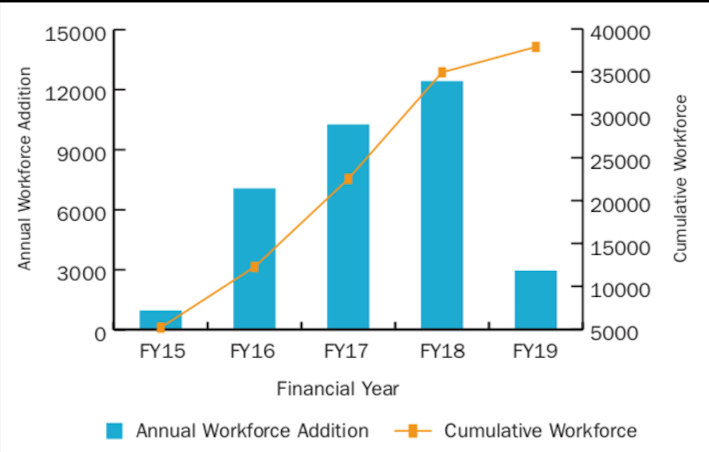 Annual Workforce Addition
15000
12000
9000
6000
3000
0
40000
35000
30000
25000
20000
15000
10000
5000
Cumulative Workforce
FY15 FY16 FY17 FY18 FY19
Financial Year
Annual Workforce Addition Cumulative Workforce